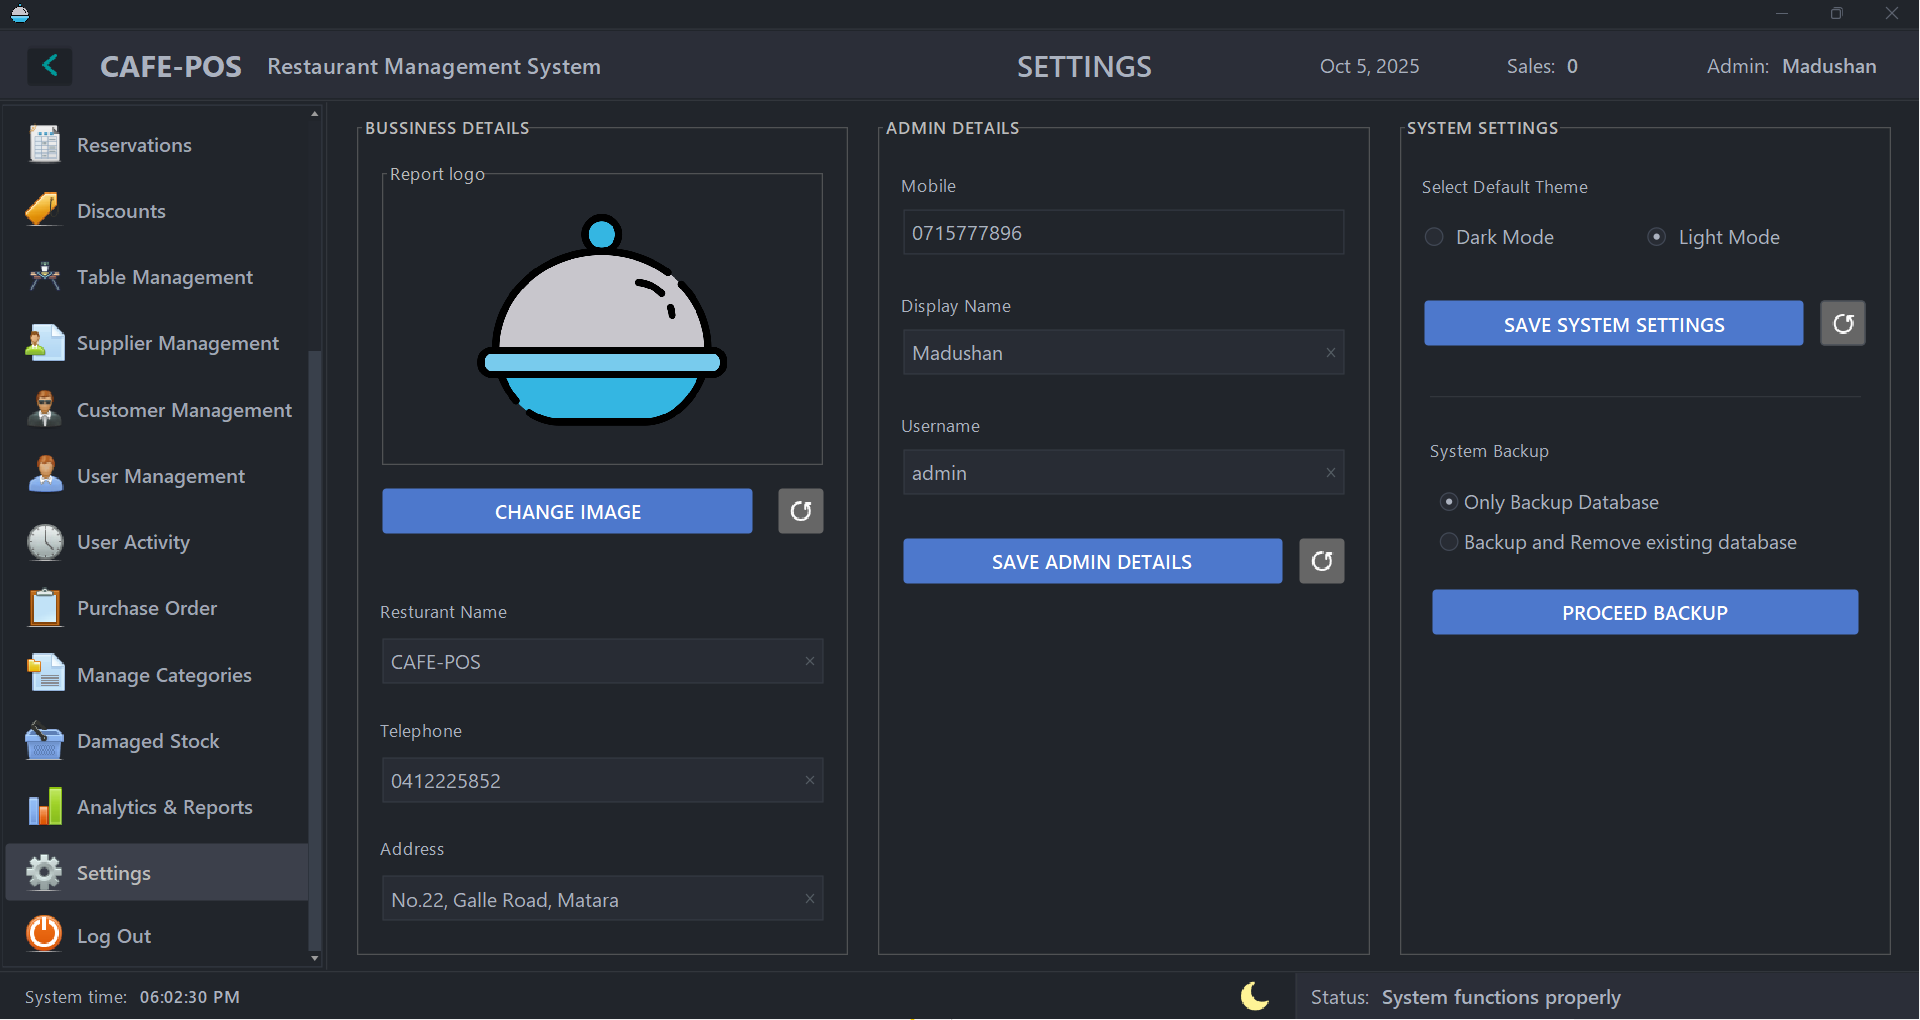 CAFE-POS Restaurant Management System SETTINGS Oct 5, 2025 Sales: 0 Admin: Madushan
Reservations
Discounts
Table Management
Supplier Management
Customer Management
User Management
User Activity
Purchase Order
Manage Categories
Damaged Stock
Analytics & Reports
Settings
Log Out
BUSSINESS DETAILS
Report logo
CHANGE IMAGE
Resturant Name
CAFE-POS
Telephone
0412225852
Address
No.22, Galle Road, Matara
ADMIN DETAILS
Mobile
0715777896
Display Name
Madushan
Username
admin
SAVE ADMIN DETAILS
SYSTEM SETTINGS
Select Default Theme
Dark Mode Light Mode
SAVE SYSTEM SETTINGS
System Backup
Only Backup Database
Backup and Remove existing database
PROCEED BACKUP
System time: 06:02:30 PM
Status: System functions properly